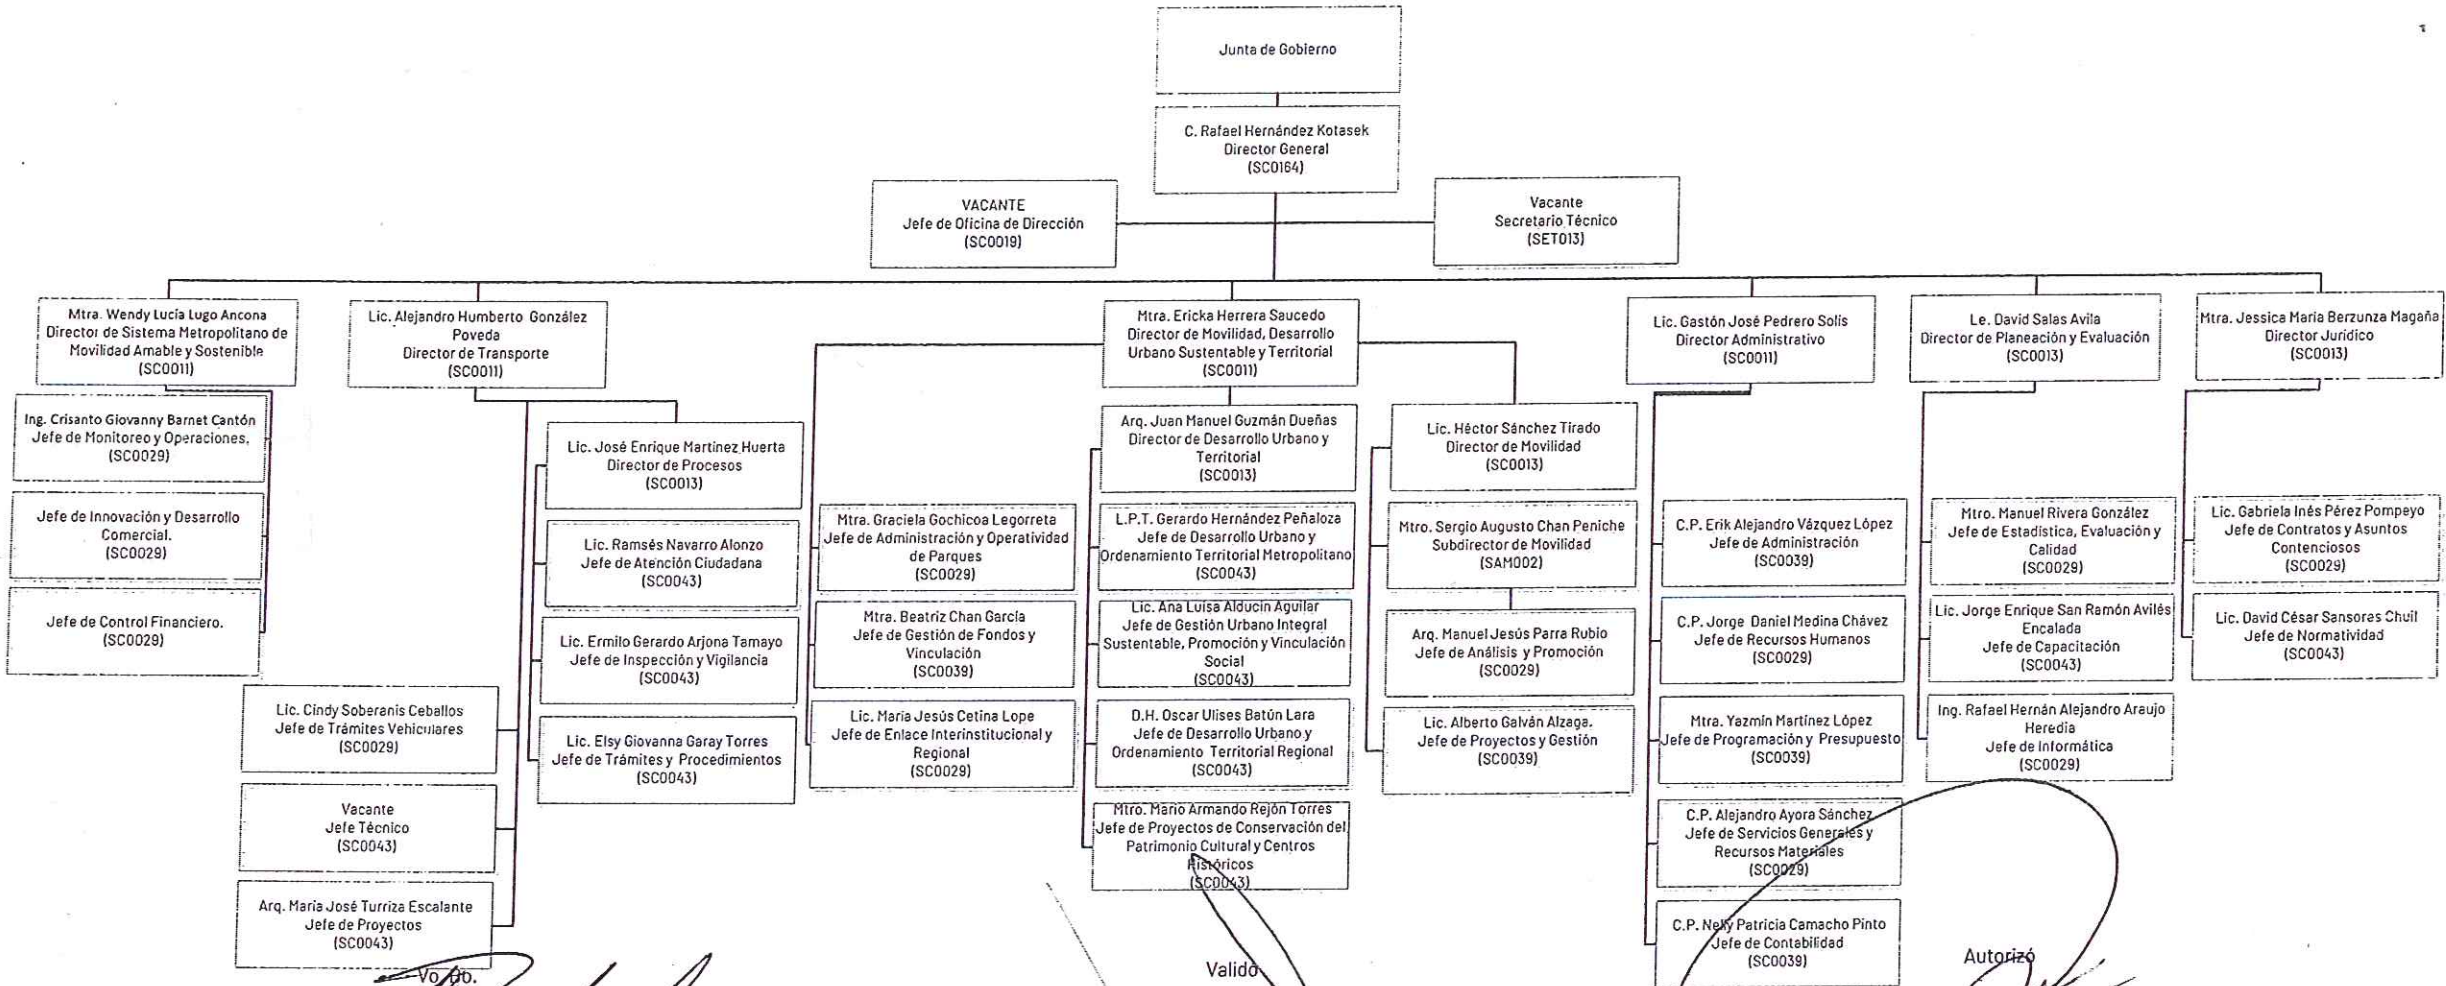 Junta de Gobierno
C. Rafael Hernández Kotasek
Director General
(SC0164)
VACANTE
Jefe de Oficina de Dirección
(SC0019)
Vacante
Secretario Técnico
(SET013)
Mtra. Wendy Lucía Lugo Ancona
Director de Sistema Metropolitano de
Movilidad Amable y Sostenible
(SC0011)
Lic. Alejandro Humberto González
Poveda
Director de Transporte
(SC0011)
Mtra. Ericka Herrera Saucedo
Director de Movilidad, Desarrollo
Urbano Sustentable y Territorial
(SC0011)
Lic. Gastón José Pedrero Solís
Director Administrativo
(SC0011)
Le. David Salas Avila
Director de Planeación y Evaluación
(SC0013)
Mtra. Jessica María Berzunza Magaña
Director Jurídico
(SC0013)
Ing. Crisanto Giovanny Barnet Cantón
Jefe de Monitoreo y Operaciones,
(SC0029)
Jefe de Innovación y Desarrollo
Comercial.
(SC0029)
Jefe de Control Financiero.
(SC0029)
Lic. José Enrique Martínez Huerta
Director de Procesos
(SC0013)
Lic. Ramsés Navarro Alonzo
Jefe de Atención Ciudadana
(SC0043)
Lic. Ermilo Gerardo Arjona Tamayo
Jefe de Inspección y Vigilancia
(SC0043)
Lic. Elsy Giovanna Garay Torres
Jefe de Trámites y Procedimientos
(SC0043)
Lic. Cindy Soberanis Ceballos
Jefe de Trámites Vehiculares
(SC0029)
Vacante
Jefe Técnico
(SC0043)
Arq. María José Turriza Escalante
Jefe de Proyectos
(SC0043)
Mtra. Graciela Gochicoa Legorreta
Jefe de Administración y Operatividad
de Parques
(SC0029)
Mtra. Beatriz Chan García
Jefe de Gestión de Fondos y
Vinculación
(SC0039)
Lic. María Jesús Cetina Lope
Jefe de Enlace Interinstitucional y
Regional
(SC0029)
Arq. Juan Manuel Guzmán Dueñas
Director de Desarrollo Urbano y
Territorial
(SC0013)
L.P.T. Gerardo Hernández Peñaloza
Jefe de Desarrollo Urbano y
Ordenamiento Territorial Metropolitano
(SC0043)
Lic. Ana Luisa Alducin Aguilar
Jefe de Gestión Urbano Integral
Sustentable, Promoción y Vinculación
Social
(SC0043)
D.H. Oscar Ulises Batún Lara
Jefe de Desarrollo Urbano y
Ordenamiento Territorial Regional
(SC0043)
Mtro. Mario Armando Rejón Torres
Jefe de Proyectos de Conservación del
Patrimonio Cultural y Centros
Históricos
(SC0043)
Lic. Héctor Sánchez Tirado
Director de Movilidad
(SC0013)
Mtro. Sergio Augusto Chan Peniche
Subdirector de Movilidad
(SAM002)
Arq. Manuel Jesús Parra Rubio
Jefe de Análisis y Promoción
(SC0029)
Lic. Alberto Galván Alzaga.
Jefe de Proyectos y Gestión
(SC0039)
C.P. Erik Alejandro Vázquez López
Jefe de Administración
(SC0039)
C.P. Jorge Daniel Medina Chávez
Jefe de Recursos Humanos
(SC0029)
Mtra. Yazmín Martínez López
Jefe de Programación y Presupuesto
(SC0039)
C.P. Alejandro Ayora Sánchez
Jefe de Servicios Generales y
Recursos Materiales
(SC0029)
C.P. Nelly Patricia Camacho Pinto
Jefe de Contabilidad
(SC0039)
Mtro. Manuel Rivera González
Jefe de Estadística, Evaluación y
Calidad
(SC0029)
Lic. Jorge Enrique San Ramón Avilés
Encalada
Jefe de Capacitación
(SC0043)
Ing. Rafael Hernán Alejandro Araujo
Heredia
Jefe de Informática
(SC0029)
Lic. Gabriela Inés Pérez Pompeyo
Jefe de Contratos y Asuntos
Contenciosos
(SC0029)
Lic. David César Sansoras Chuil
Jefe de Normatividad
(SC0043)
Vo. Bo.
Validó
Autorizó